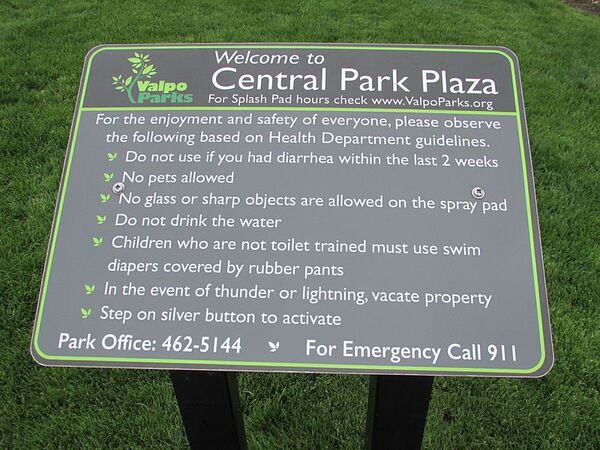 Valpo
Parks
Welcome to
Central Park Plaza
For Splash Pad hours check www.ValpoParks.org
For the enjoyment and safety of everyone, please observe
the following based on Health Department guidelines.
Do not use if you had diarrhea within the last 2 weeks
No pets allowed
No glass or sharp objects are allowed on the spray pad
Do not drink the water
Children who are not toilet trained must use swim
diapers covered by rubber pants
In the event of thunder or lightning, vacate property
Step on silver button to activate
Park Office: 462-5144 For Emergency Call 911